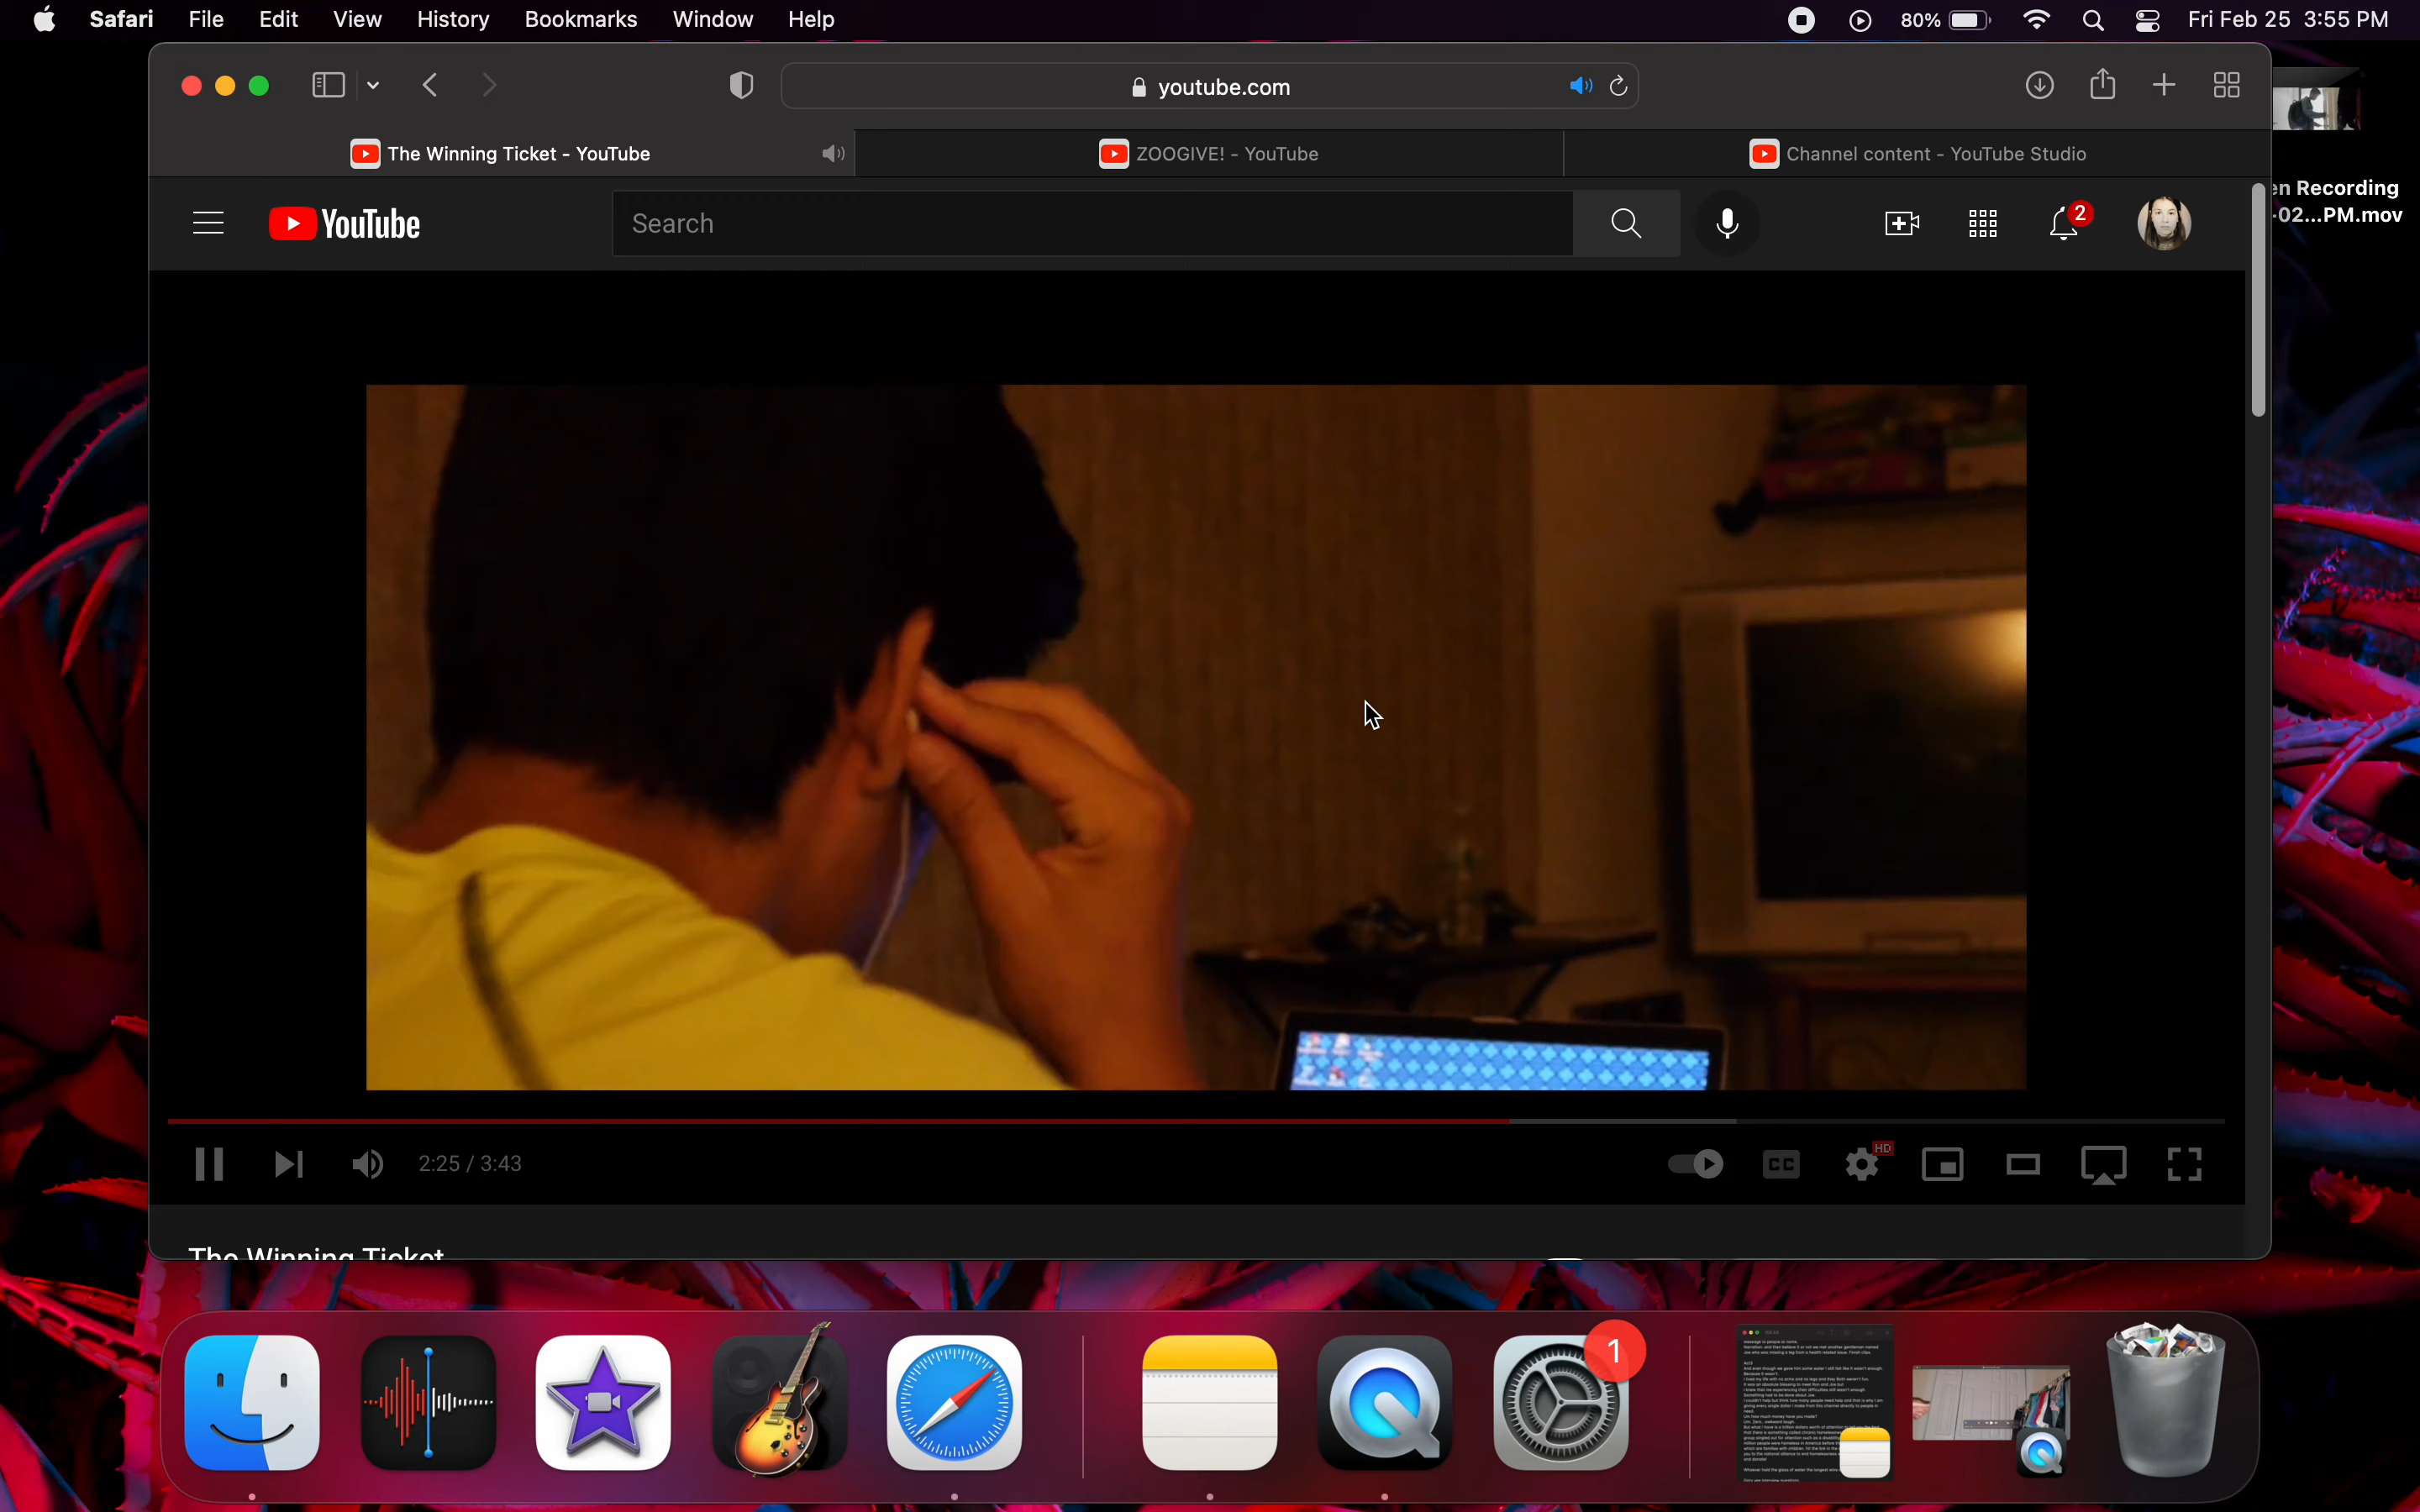 Safari File Edit View History Bookmarks Window Help 80% Fri Feb 25 3:55 PM
youtube.com
The Winning Ticket - YouTube ZOOGIVE! - YouTube Channel content - YouTube Studio
YouTube Search 2
en Recording
-02...PM.mov
2:25 / 3:43 CC HD
The Winning Ticket
1